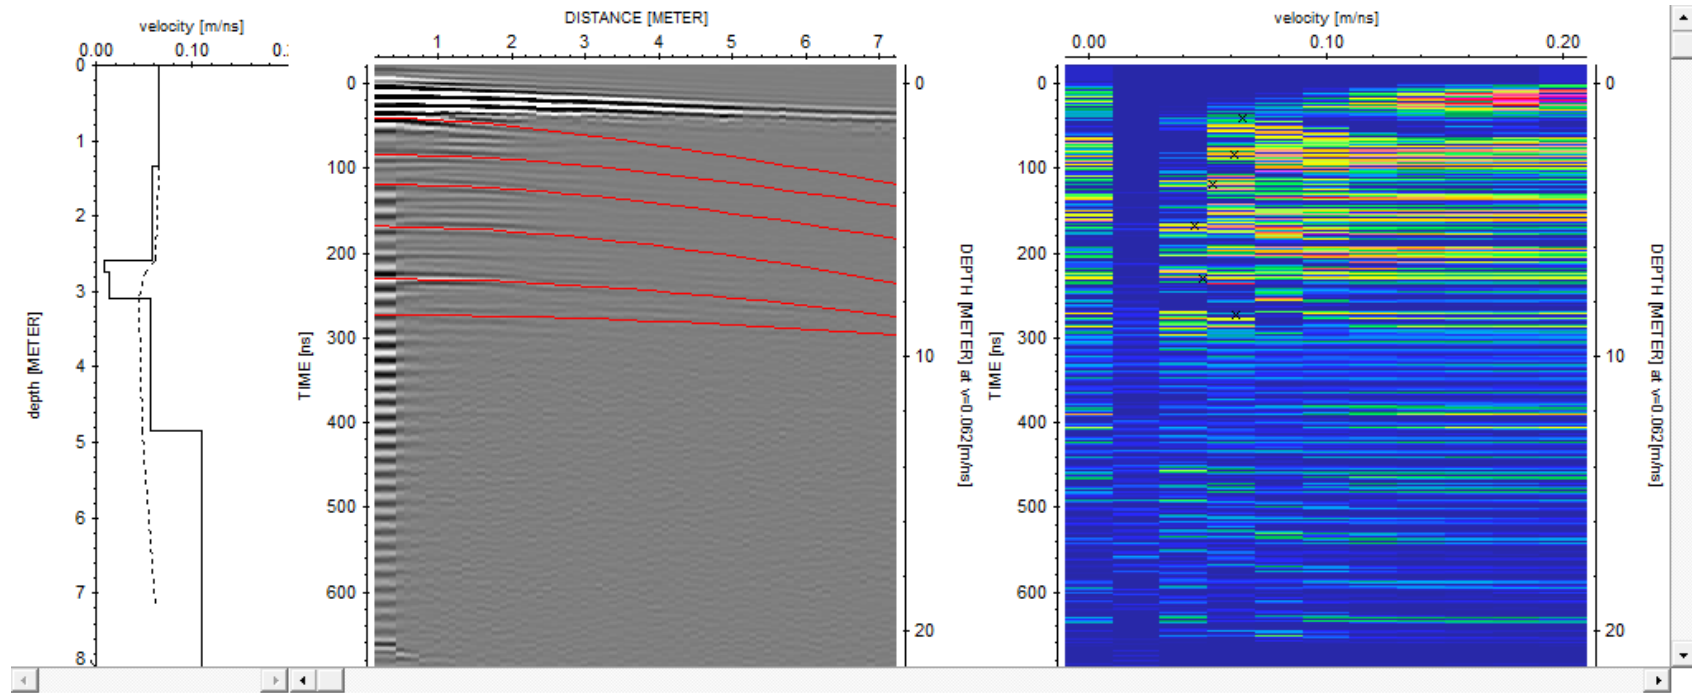 velocity [m/ns]
0.00 0.10 0.:
0
1
2
3
4
5
6
7
8
depth [METER]
DISTANCE [METER]
1 2 3 4 5 6 7
0
100
200
300
400
500
600
TIME [ns]
0
10
20
DEPTH [METER] at v=0.062[m/ns]
velocity [m/ns]
0.00 0.10 0.20
0
100
200
300
400
500
600
TIME [ns]
0
10
20
DEPTH [METER] at v=0.062[m/ns]